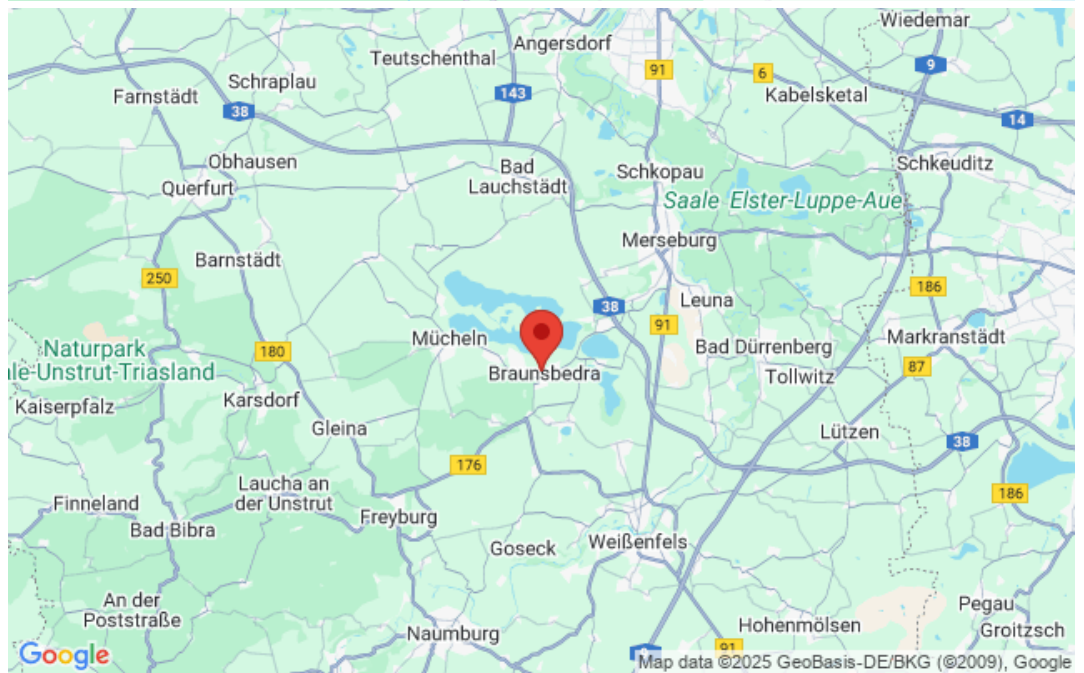 Wiedemar
Angersdorf
Teutschenthal
91
6
9
Schraplau
143
Kabelsketal
Farnstädt
38
14
Obhausen
Bad
Lauchstädt
Schkopau
Schkeuditz
Querfurt
Saale Elster-Luppe-Aue
Merseburg
Barnstädt
250
186
38
Leuna
91
Mücheln
Markranstädt
Naturpark
ale-Unstrut-Triasland
180
Bad Dürrenberg
87
Braunsbedra
Tollwitz
Kaiserpfalz
Karsdorf
Gleina
Lützen
38
176
Laucha an
der Unstrut
186
Finneland
Freyburg
Bad Bibra
Goseck
Weißenfels
An der
Poststraße
Pegau
Hohenmölsen
Groitzsch
Naumburg
91
Google
Map data ©2025 GeoBasis-DE/BKG (©2009), Google